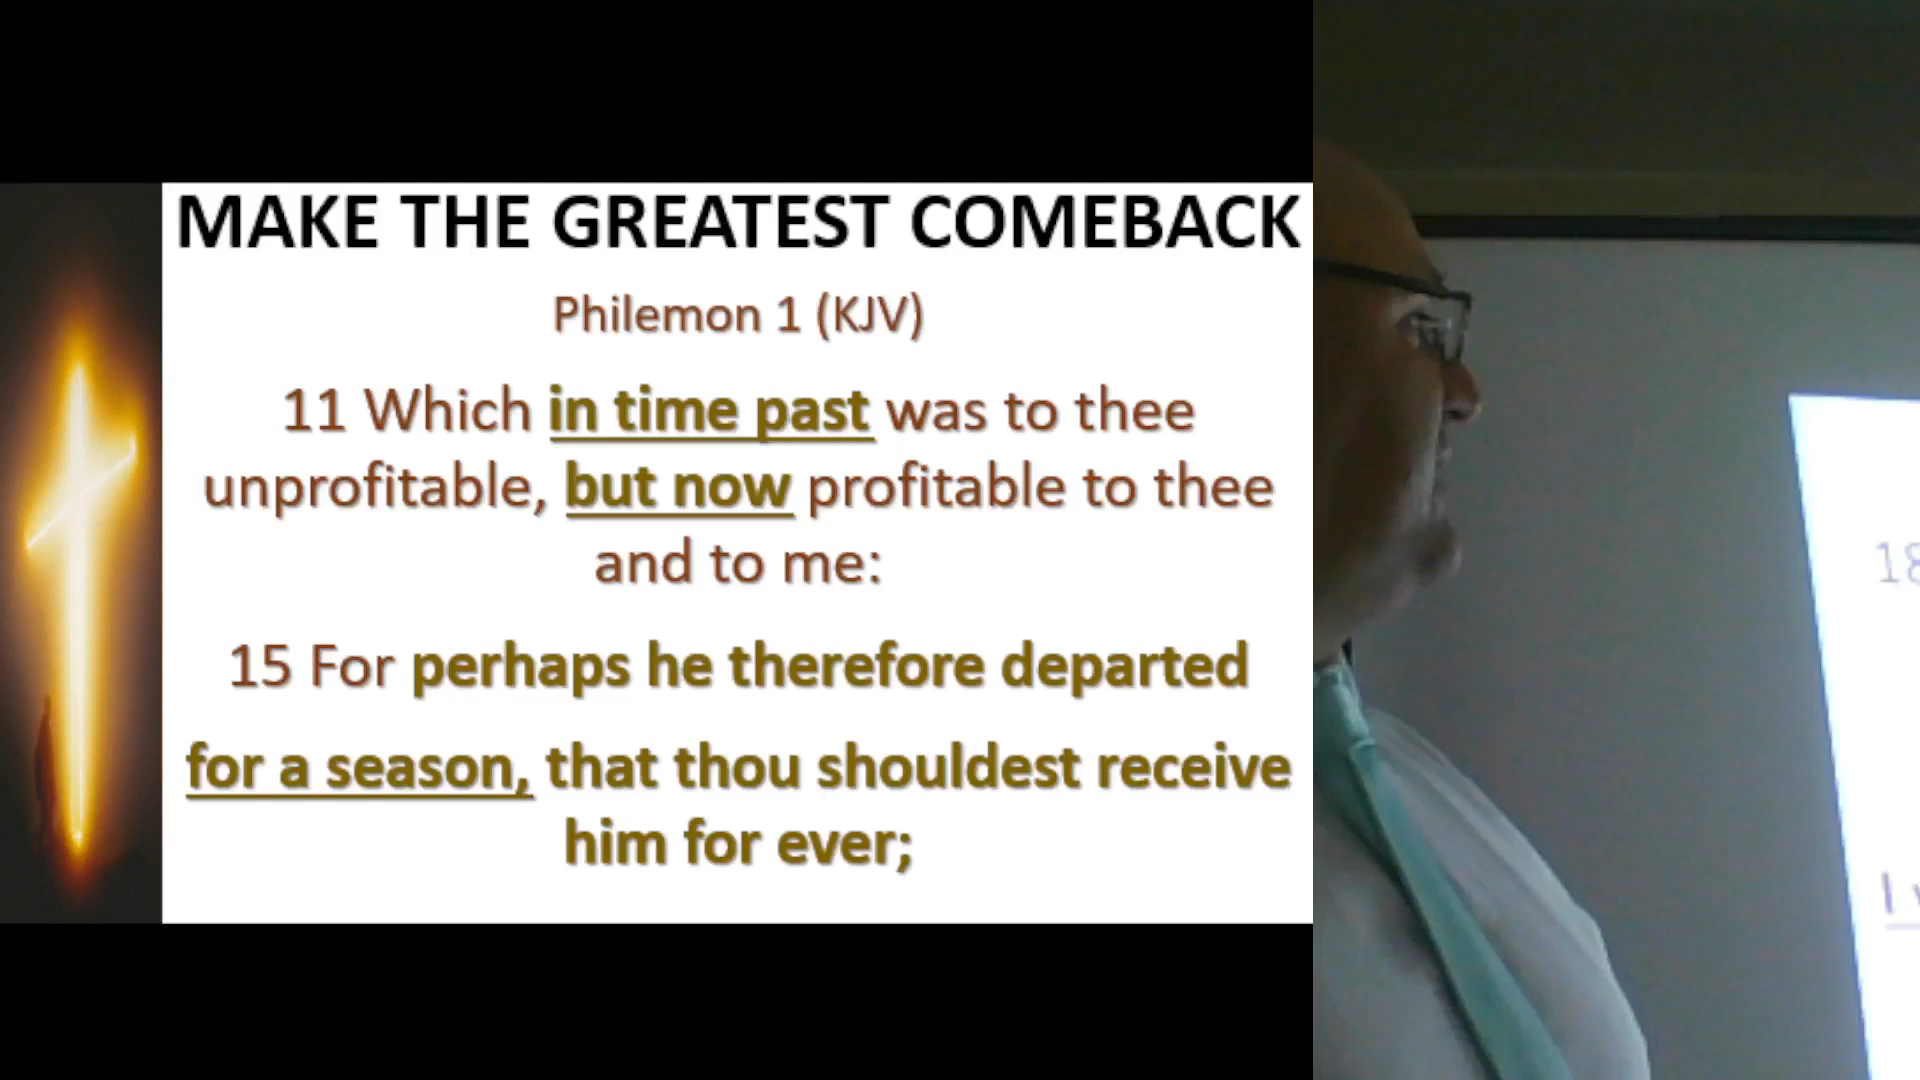 MAKE THE GREATEST COMEBACK
Philemon 1 (KJV)
11 Which in time past was to thee
unprofitable, but now profitable to thee
and to me:
15 For perhaps he therefore departed
for a season, that thou shouldest receive
him for ever;
18
I